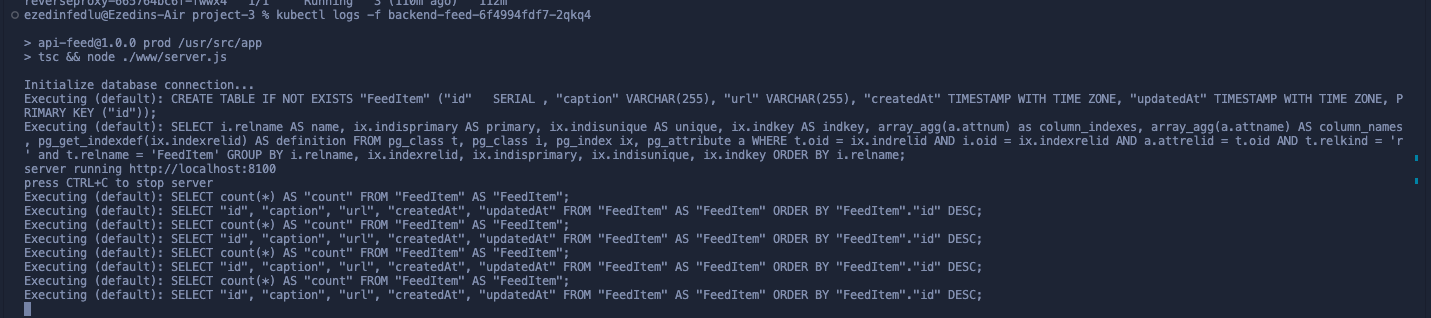 reverseproxy-665764bc6f-fwwx4   1/1     Running   3 (110m ago)   112m
ezedinfedlu@Ezedins-Air project-3 % kubectl logs -f backend-feed-6f4994fdf7-2qkq4
> api-feed@1.0.0 prod /usr/src/app
> tsc && node ./www/server.js
Initialize database connection...
Executing (default): CREATE TABLE IF NOT EXISTS "FeedItem" ("id"   SERIAL , "caption" VARCHAR(255), "url" VARCHAR(255), "createdAt" TIMESTAMP WITH TIME ZONE, "updatedAt" TIMESTAMP WITH TIME ZONE, P
RIMARY KEY ("id"));
Executing (default): SELECT i.relname AS name, ix.indisprimary AS primary, ix.indisunique AS unique, ix.indkey AS indkey, array_agg(a.attnum) as column_indexes, array_agg(a.attname) AS column_names
, pg_get_indexdef(ix.indexrelid) AS definition FROM pg_class t, pg_class i, pg_index ix, pg_attribute a WHERE t.oid = ix.indrelid AND i.oid = ix.indexrelid AND a.attrelid = t.oid AND t.relkind = 'r
' and t.relname = 'FeedItem' GROUP BY i.relname, ix.indexrelid, ix.indisprimary, ix.indisunique, ix.indkey ORDER BY i.relname;
server running http://localhost:8100
press CTRL+C to stop server
Executing (default): SELECT count(*) AS "count" FROM "FeedItem" AS "FeedItem";
Executing (default): SELECT "id", "caption", "url", "createdAt", "updatedAt" FROM "FeedItem" AS "FeedItem" ORDER BY "FeedItem"."id" DESC;
Executing (default): SELECT count(*) AS "count" FROM "FeedItem" AS "FeedItem";
Executing (default): SELECT "id", "caption", "url", "createdAt", "updatedAt" FROM "FeedItem" AS "FeedItem" ORDER BY "FeedItem"."id" DESC;
Executing (default): SELECT count(*) AS "count" FROM "FeedItem" AS "FeedItem";
Executing (default): SELECT "id", "caption", "url", "createdAt", "updatedAt" FROM "FeedItem" AS "FeedItem" ORDER BY "FeedItem"."id" DESC;
Executing (default): SELECT count(*) AS "count" FROM "FeedItem" AS "FeedItem";
Executing (default): SELECT "id", "caption", "url", "createdAt", "updatedAt" FROM "FeedItem" AS "FeedItem" ORDER BY "FeedItem"."id" DESC;